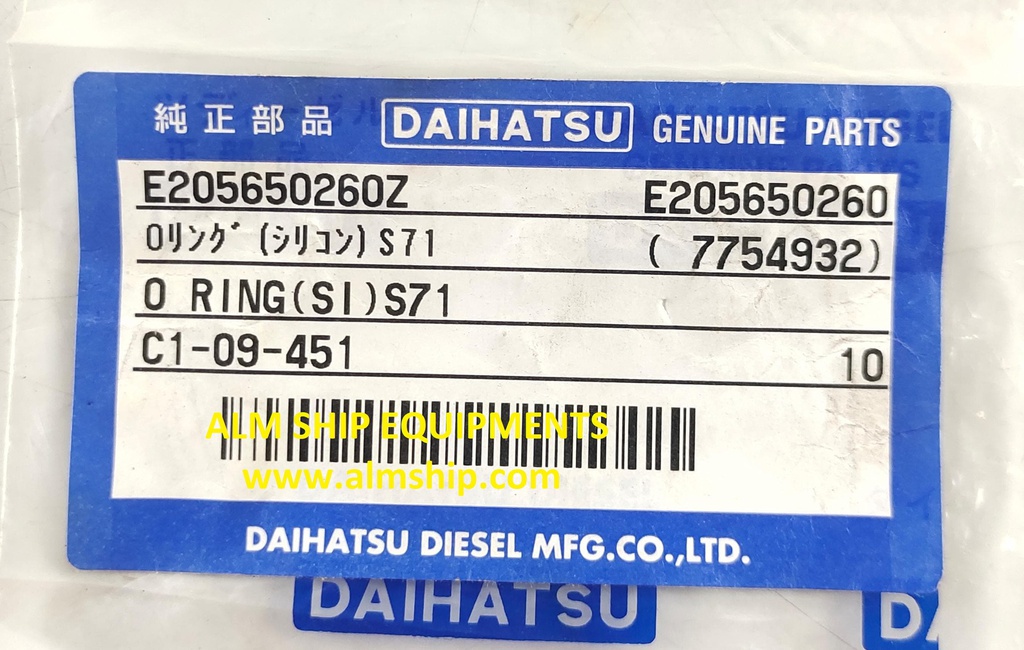 純正部品 DAIHATSU GENUINE PARTS
E205650260Z E205650260
Oリング(シリコン)S71 ( 7754932)
O RING(SI)S71
C1-09-451 10
ALM SHIP EQUIPMENTS
www.almship.com
DAIHATSU DIESEL MFG.CO.,LTD.
DAIHATSU